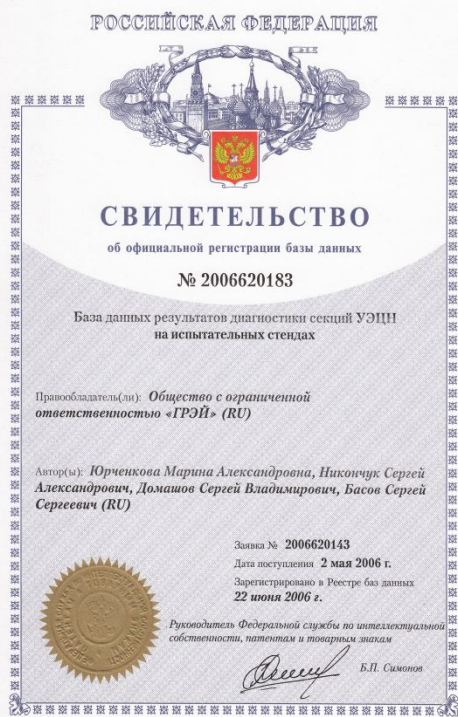 РОССИЙСКАЯ ФЕДЕРАЦИЯ
СВИДЕТЕЛЬСТВО
об официальной регистрации базы данных
№ 2006620183
База данных результатов диагностики секций УЭЦН
на испытательных стендах
Правообладатель(ли): Общество с ограниченной
ответственностью «ГРЭЙ» (RU)
Автор(ы): Юрченкова Марина Александровна, Никончук Сергей
Александрович, Домашов Сергей Владимирович, Басов Сергей
Сергеевич (RU)
Заявка № 2006620143
Дата поступления 2 мая 2006 г.
Зарегистрировано в Реестре баз данных
22 июня 2006 г.
Руководитель Федеральной службы по интеллектуальной
собственности, патентам и товарным знакам
Б.П. Симонов